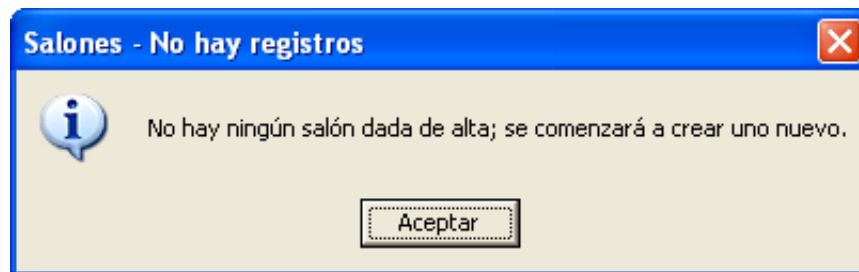 Salones - No hay registros
No hay ningún salón dada de alta; se comenzará a crear uno nuevo.
Aceptar